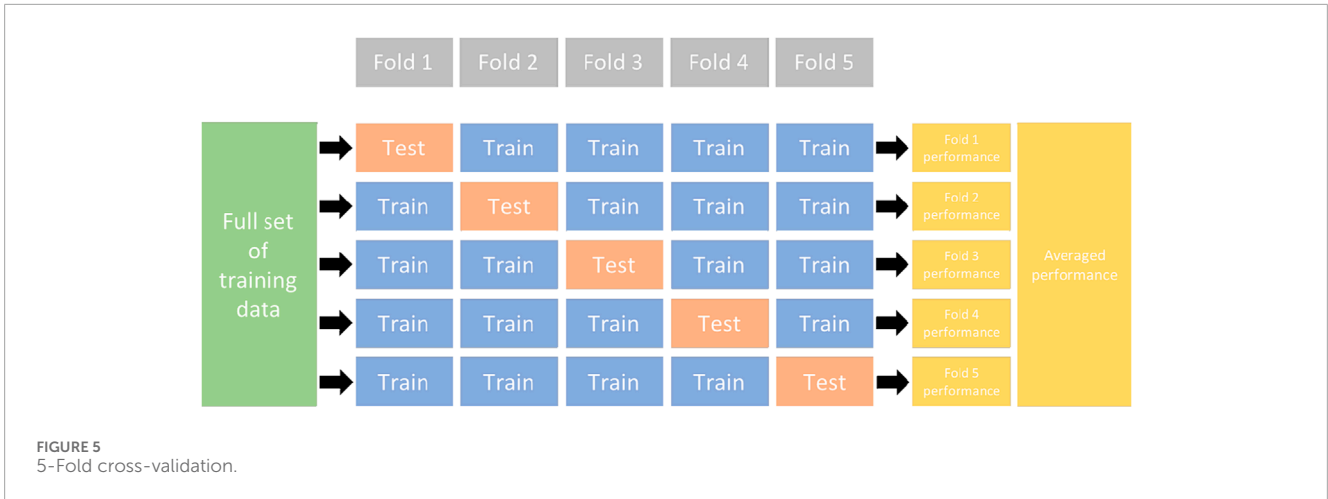 Fold 1 Fold 2 Fold 3 Fold 4 Fold 5
Full set
of
training
data
Test Train Train Train Train
Train Test Train Train Train
Train Train Test Train Train
Train Train Train Test Train
Train Train Train Train Test
Fold 1
performance
Fold 2
performance
Fold 3
performance
Fold 4
performance
Fold 5
performance
Averaged
performance
FIGURE 5
5-Fold cross-validation.